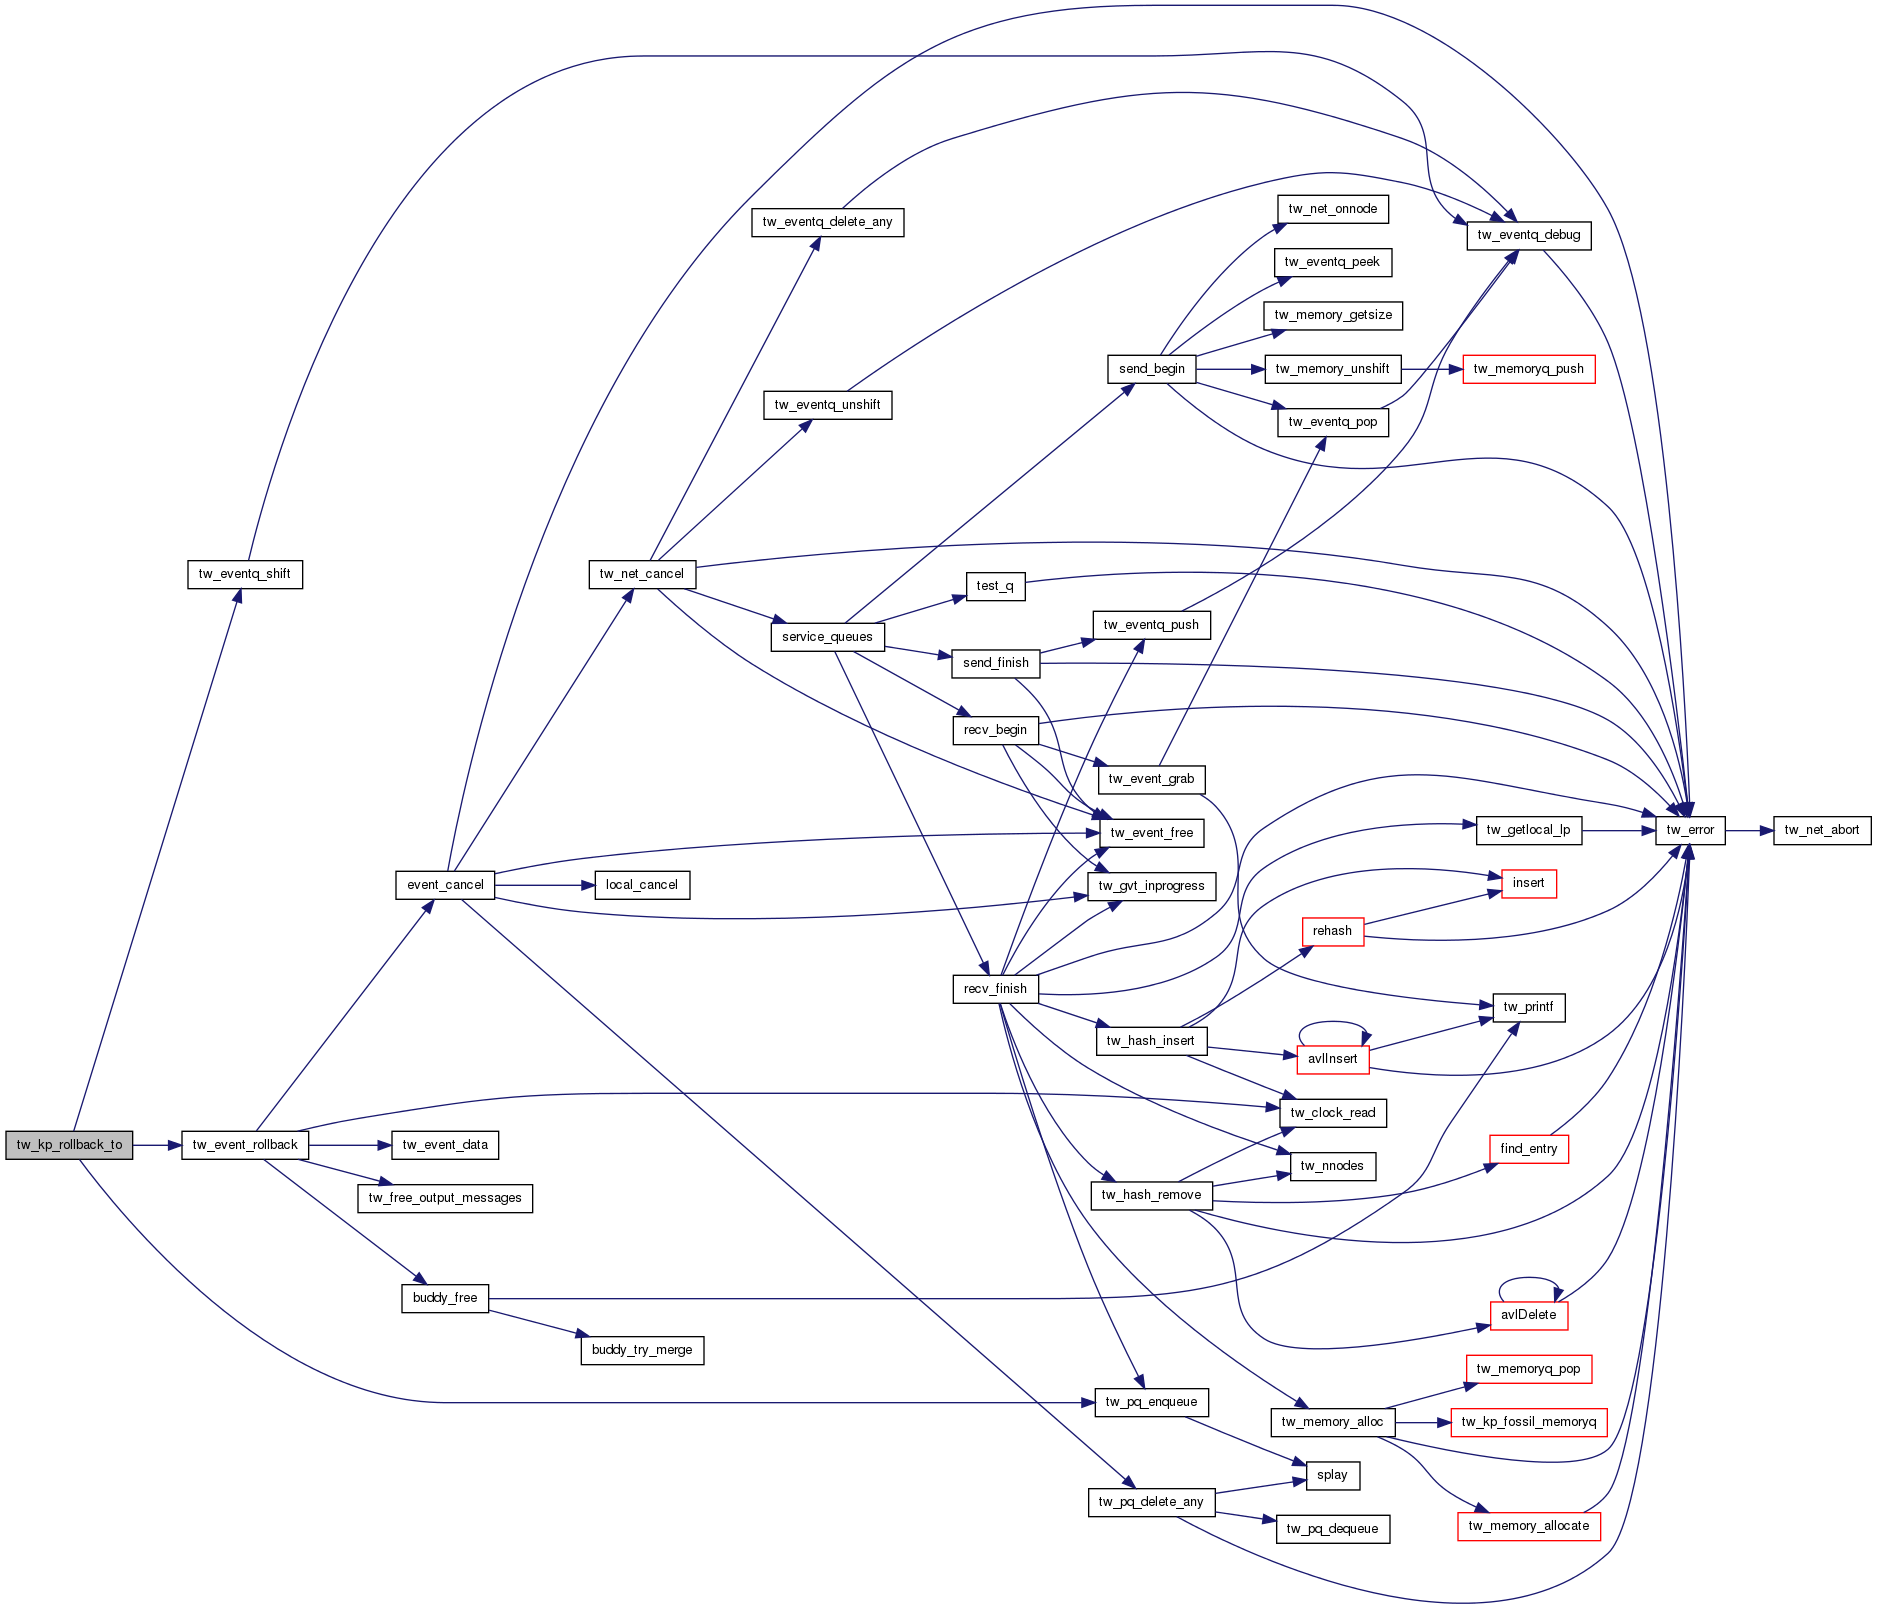 tw_kp_rollback_to
tw_eventq_shift
tw_event_rollback
event_cancel
tw_event_data
tw_free_output_messages
buddy_free
tw_net_cancel
local_cancel
buddy_try_merge
tw_eventq_delete_any
tw_eventq_unshift
service_queues
test_q
send_finish
recv_begin
recv_finish
send_begin
tw_eventq_push
tw_event_grab
tw_event_free
tw_gvt_inprogress
tw_hash_insert
tw_hash_remove
tw_pq_enqueue
tw_pq_delete_any
tw_net_onnode
tw_eventq_peek
tw_memory_getsize
tw_memory_unshift
tw_eventq_pop
rehash
avlInsert
tw_clock_read
tw_nnodes
tw_memory_alloc
splay
tw_pq_dequeue
tw_eventq_debug
tw_memoryq_push
tw_getlocal_lp
insert
tw_printf
find_entry
avlDelete
tw_memoryq_pop
tw_kp_fossil_memoryq
tw_memory_allocate
tw_error
tw_net_abort